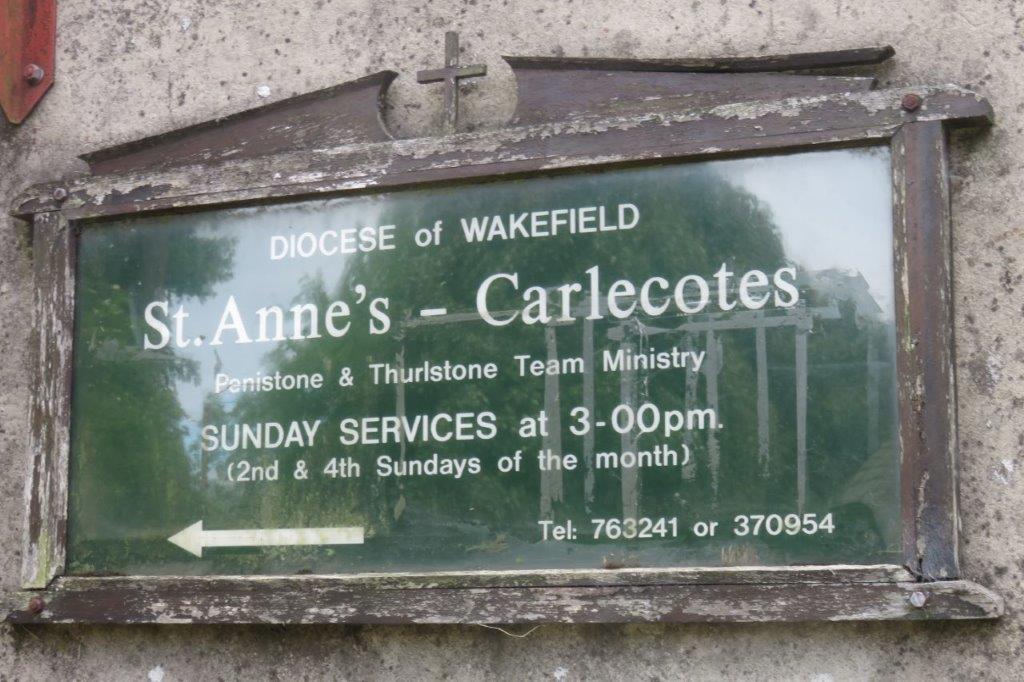 DIOCESE of WAKEFIELD
St. Anne's - Carlecotes
Penistone & Thurlstone Team Ministry
SUNDAY SERVICES at 3-00pm.
(2nd & 4th Sundays of the month)
Tel: 763241 or 370954